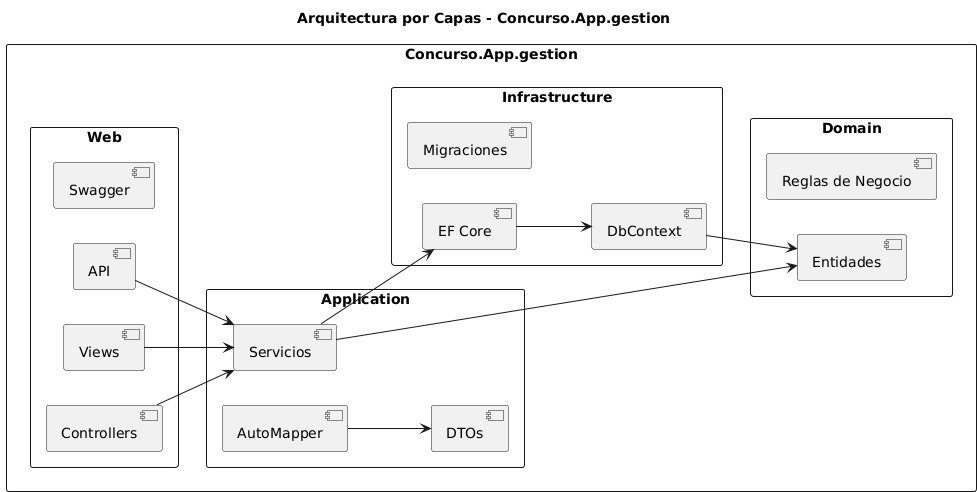 Arquitectura por Capas - Concurso.App.gestion
Concurso.App.gestion
Web
Swagger
API
Views
Controllers
Application
Servicios
AutoMapper
DTOs
Infrastructure
Migraciones
EF Core
DbContext
Domain
Reglas de Negocio
Entidades